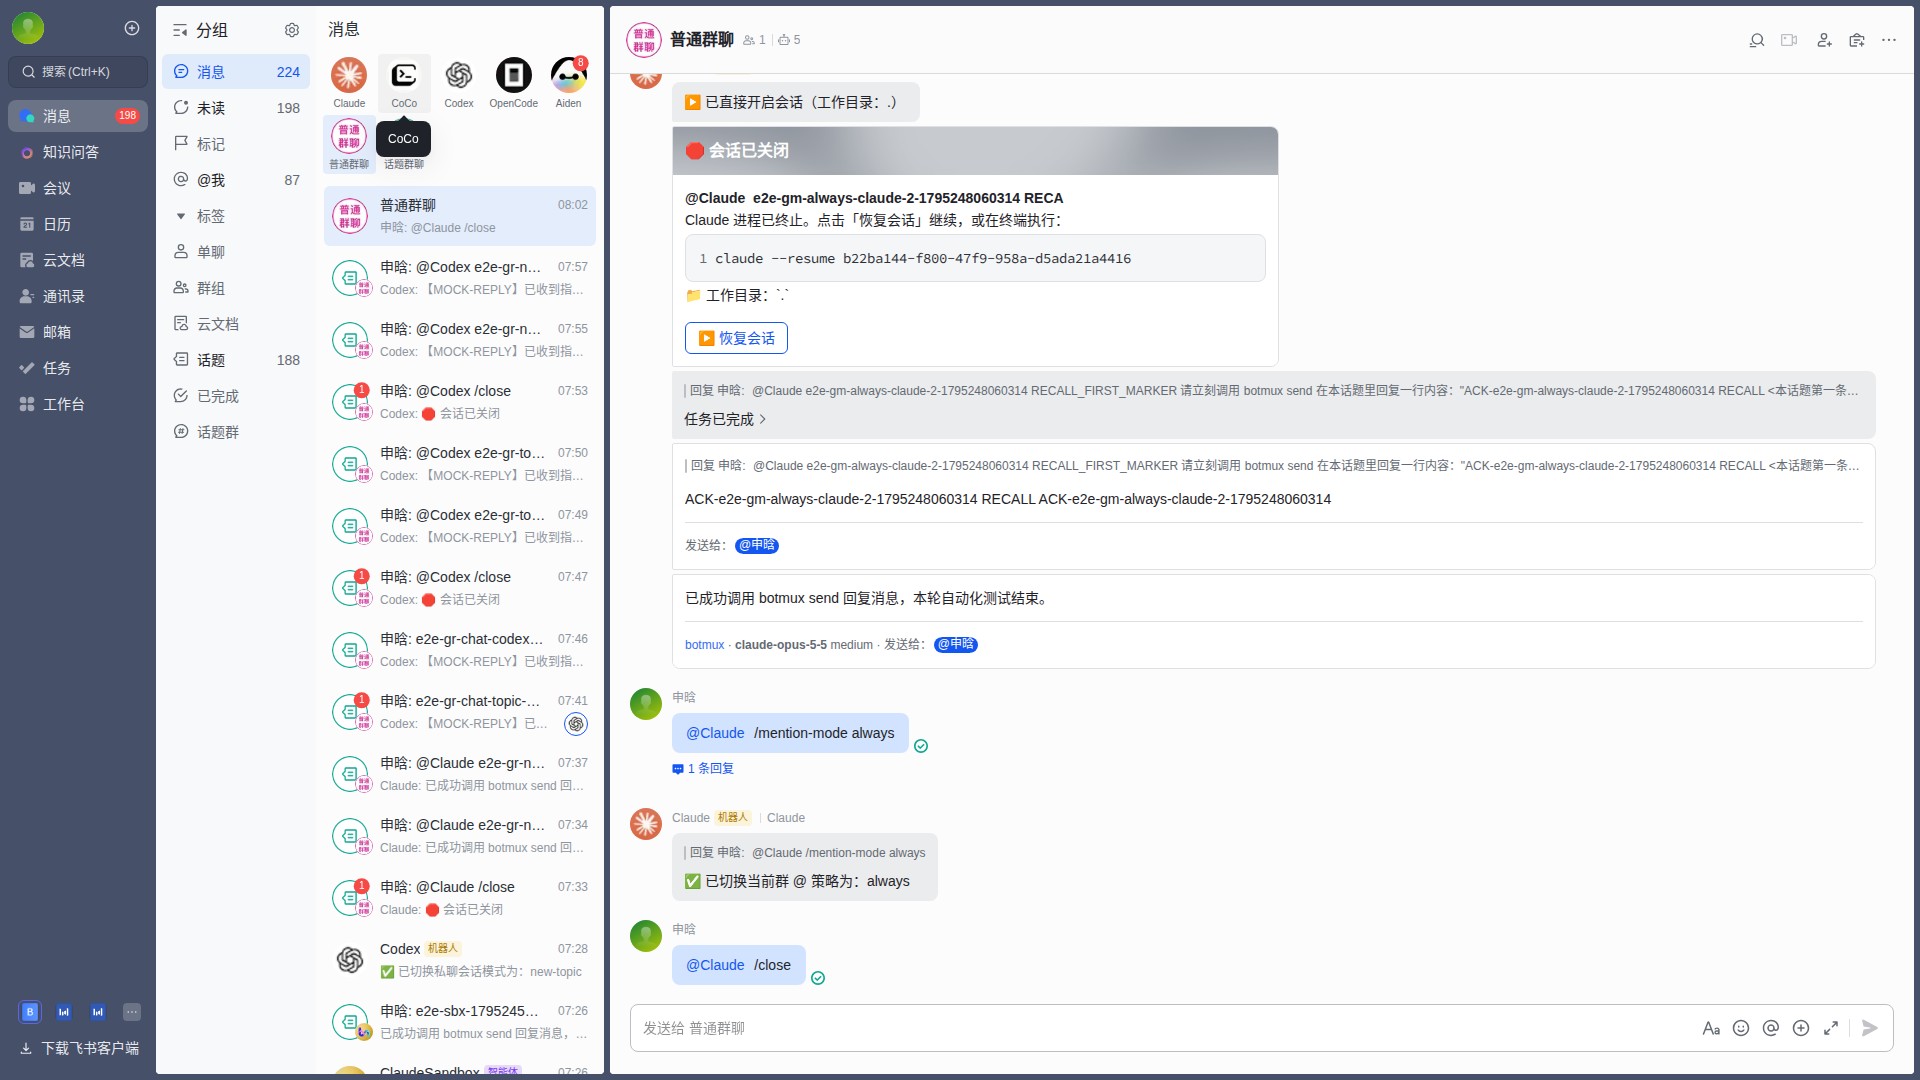 搜索 (Ctrl+K)
消息 198
知识问答
会议
日历
云文档
通讯录
邮箱
任务
工作台
下载飞书客户端
分组
消息 224
未读 198
标记
@我 87
标签
单聊
群组
云文档
话题 188
已完成
话题群
消息
Claude
CoCo
Codex
OpenCode
Aiden
8
普通群聊
话题群聊
CoCo
普通群聊 08:02
申晗: @Claude /close
申晗: @Codex e2e-gr-n... 07:57
Codex: 【MOCK-REPLY】已收到指...
申晗: @Codex e2e-gr-n... 07:55
Codex: 【MOCK-REPLY】已收到指...
1
申晗: @Codex /close 07:53
Codex: 🛑 会话已关闭
申晗: @Codex e2e-gr-to... 07:50
Codex: 【MOCK-REPLY】已收到指...
申晗: @Codex e2e-gr-to... 07:49
Codex: 【MOCK-REPLY】已收到指...
1
申晗: @Codex /close 07:47
Codex: 🛑 会话已关闭
申晗: e2e-gr-chat-codex... 07:46
Codex: 【MOCK-REPLY】已收到指...
1
申晗: e2e-gr-chat-topic-... 07:41
Codex: 【MOCK-REPLY】已...
申晗: @Claude e2e-gr-n... 07:37
Claude: 已成功调用 botmux send 回...
申晗: @Claude e2e-gr-n... 07:34
Claude: 已成功调用 botmux send 回...
1
申晗: @Claude /close 07:33
Claude: 🛑 会话已关闭
Codex 机器人 07:28
✅ 已切换私聊会话模式为：new-topic
申晗: e2e-sbx-1795245... 07:26
已成功调用 botmux send 回复消息，...
ClaudeSandbox 智能体 07:26
普通群聊
普通群聊 1 5
▶️ 已直接开启会话（工作目录：.）
🛑 会话已关闭
@Claude e2e-gm-always-claude-2-1795248060314 RECA
Claude 进程已终止。点击「恢复会话」继续，或在终端执行：
1 claude --resume b22ba144-f800-47f9-958a-d5ada21a4416
📁 工作目录：`.`
▶️ 恢复会话
回复 申晗：@Claude e2e-gm-always-claude-2-1795248060314 RECALL_FIRST_MARKER 请立刻调用 botmux send 在本话题里回复一行内容："ACK-e2e-gm-always-claude-2-1795248060314 RECALL <本话题第一条...
任务已完成
回复 申晗：@Claude e2e-gm-always-claude-2-1795248060314 RECALL_FIRST_MARKER 请立刻调用 botmux send 在本话题里回复一行内容："ACK-e2e-gm-always-claude-2-1795248060314 RECALL <本话题第一条...
ACK-e2e-gm-always-claude-2-1795248060314 RECALL ACK-e2e-gm-always-claude-2-1795248060314
发送给：@申晗
已成功调用 botmux send 回复消息，本轮自动化测试结束。
botmux · claude-opus-5-5 medium · 发送给：@申晗
申晗
@Claude /mention-mode always
1 条回复
Claude 机器人 Claude
回复 申晗：@Claude /mention-mode always
✅ 已切换当前群 @ 策略为：always
申晗
@Claude /close
发送给 普通群聊